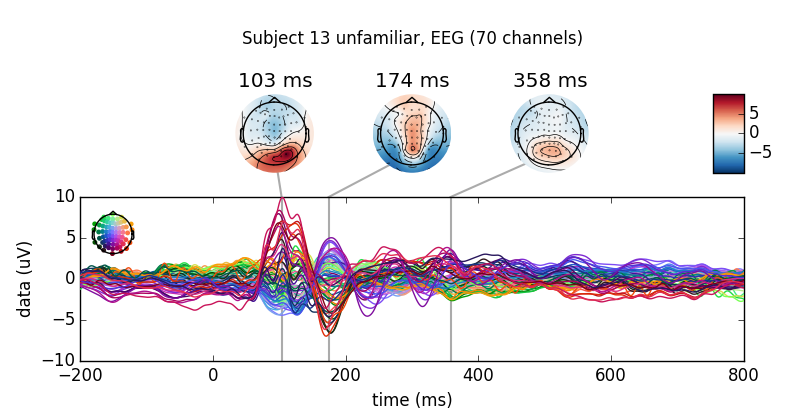 Subject 13 unfamiliar, EEG (70 channels)
103 ms 174 ms 358 ms
5
0
−5
10
5
0
−5
−10
data (uV)
−200 0 200 400 600 800
time (ms)